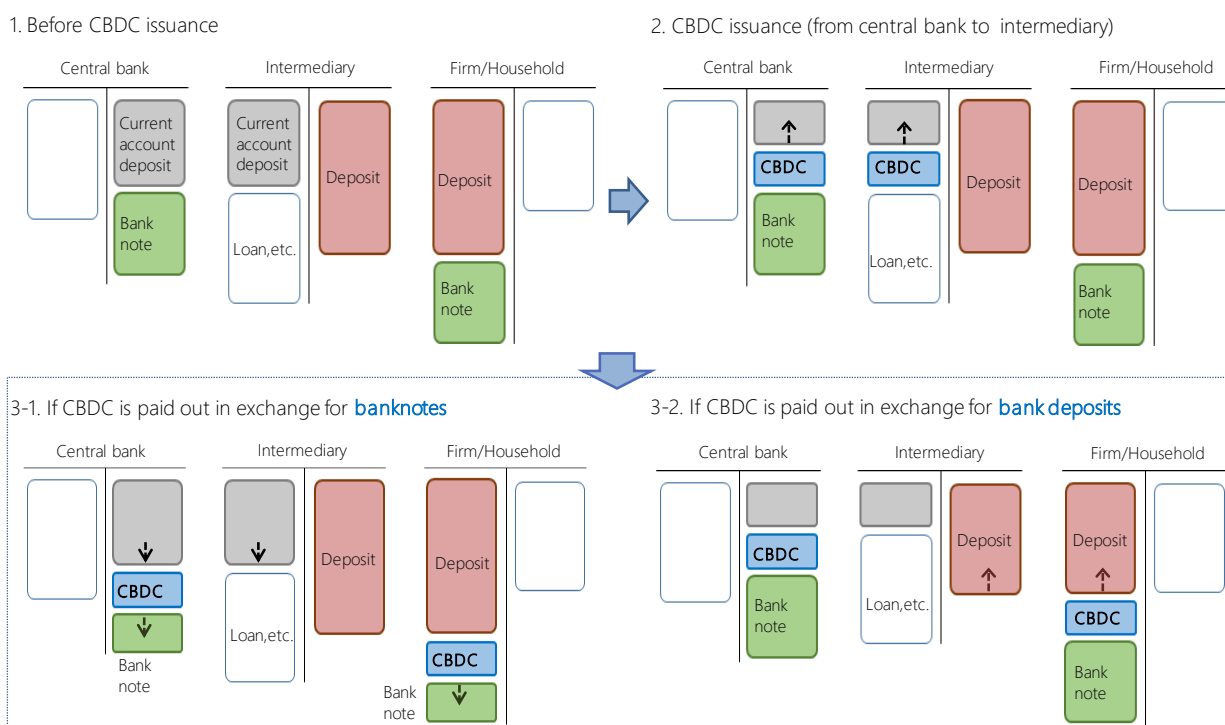 1. Before CBDC issuance
Central bank
Intermediary
Firm/Household
Current
account
deposit
Bank
note
Current
account
deposit
Loan,etc.
Deposit
Deposit
Bank
note
2. CBDC issuance (from central bank to intermediary)
Central bank
Intermediary
Firm/Household
CBDC
Bank
note
CBDC
Loan,etc.
Deposit
Deposit
Bank
note
3-1. If CBDC is paid out in exchange for banknotes
Central bank
Intermediary
Firm/Household
CBDC
Bank
note
Loan,etc.
Deposit
Deposit
CBDC
Bank
note
3-2. If CBDC is paid out in exchange for bank deposits
Central bank
Intermediary
Firm/Household
CBDC
Bank
note
Loan,etc.
Deposit
Deposit
CBDC
Bank
note